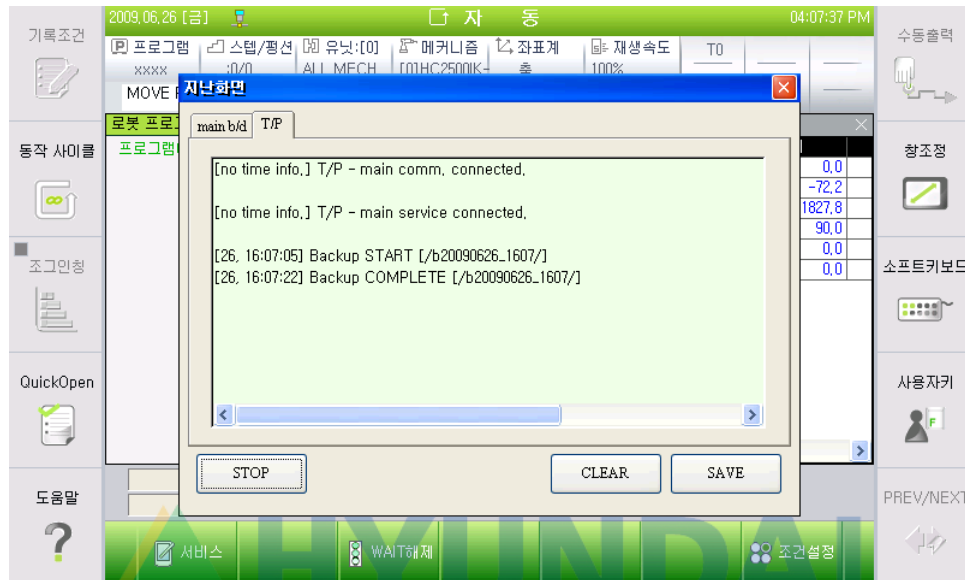 기록조건
2009,06,26 [금]
자 동
04:07:37 PM
수동출력
프로그램
스텝/펑션
유닛:[0]
메커니즘
좌표계
재생속도
T0
xxxx
:0/0
ALL MECH
[0]HC2500IK-
축
100%
MOVE
지난화면
main b/d
T/P
로봇 프로
프로그램
동작 사이클
창조정
[no time info,] T/P - main comm, connected,
[no time info,] T/P - main service connected,
[26, 16:07:05] Backup START [/b20090626_1607/]
[26, 16:07:22] Backup COMPLETE [/b20090626_1607/]
0,0
-72,2
1827,8
90,0
0,0
0,0
조그인칭
소프트키보드
QuickOpen
사용자키
F
STOP
CLEAR
SAVE
도움말
PREV/NEXT
HYUNDAI
서비스
WAIT해제
조건설정